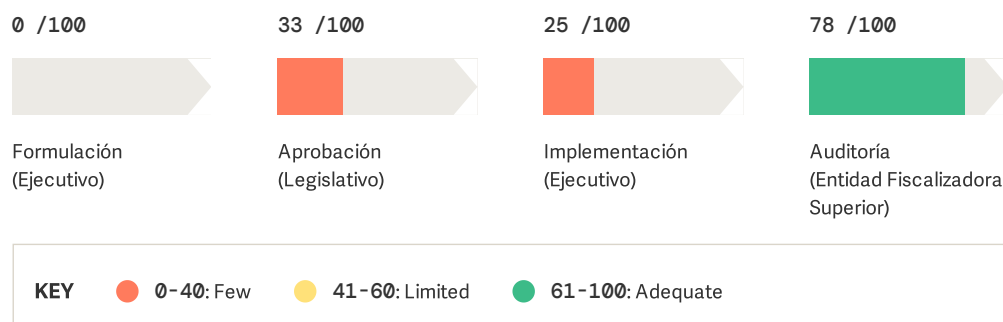 0 /100
33 /100
25 /100
78 /100
Formulación
(Ejecutivo)
Aprobación
(Legislativo)
Implementación
(Ejecutivo)
Auditoría
(Entidad Fiscalizadora
Superior)
KEY 0-40: Few 41-60: Limited 61-100: Adequate